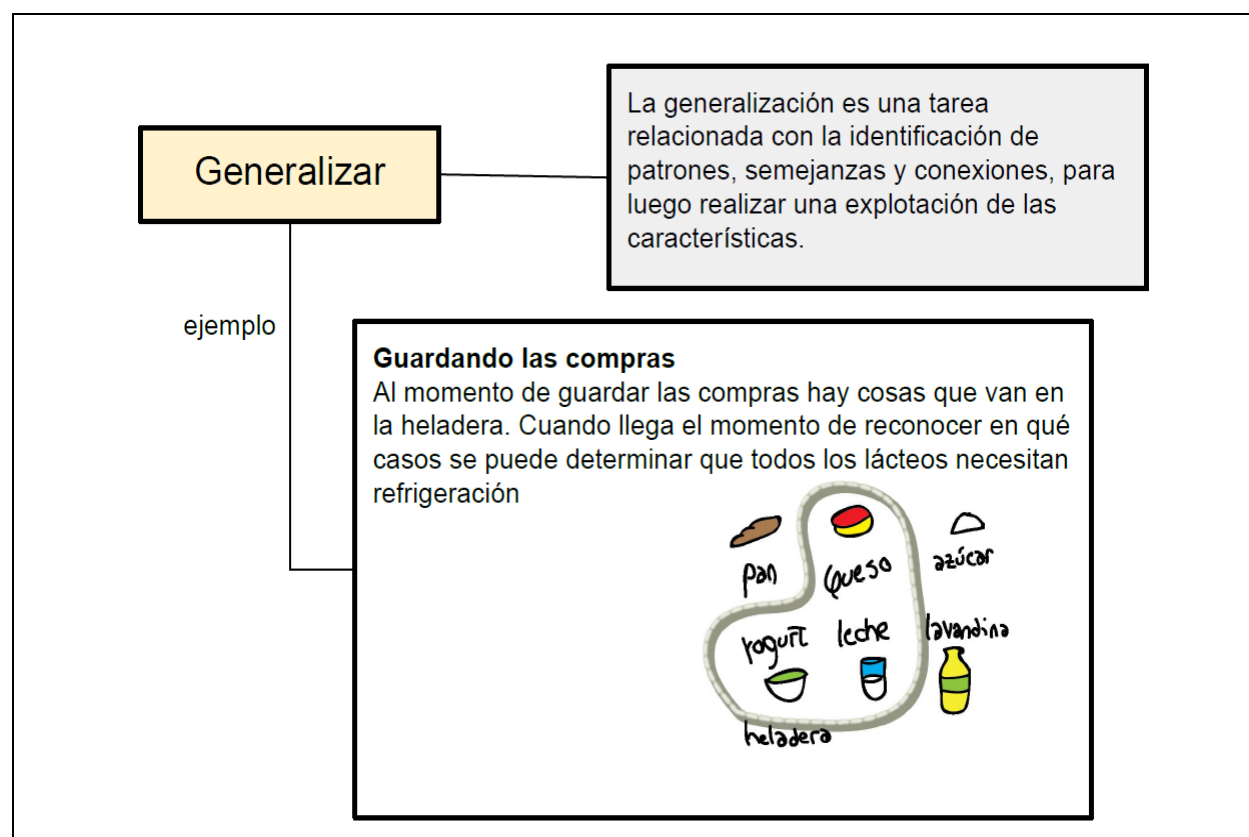 Generalizar
La generalización es una tarea
relacionada con la identificación de
patrones, semejanzas y conexiones, para
luego realizar una explotación de las
características.
ejemplo
Guardando las compras
Al momento de guardar las compras hay cosas que van en
la heladera. Cuando llega el momento de reconocer en qué
casos se puede determinar que todos los lácteos necesitan
refrigeración
pan queso azúcar
yogurt leche lavandina
heladera